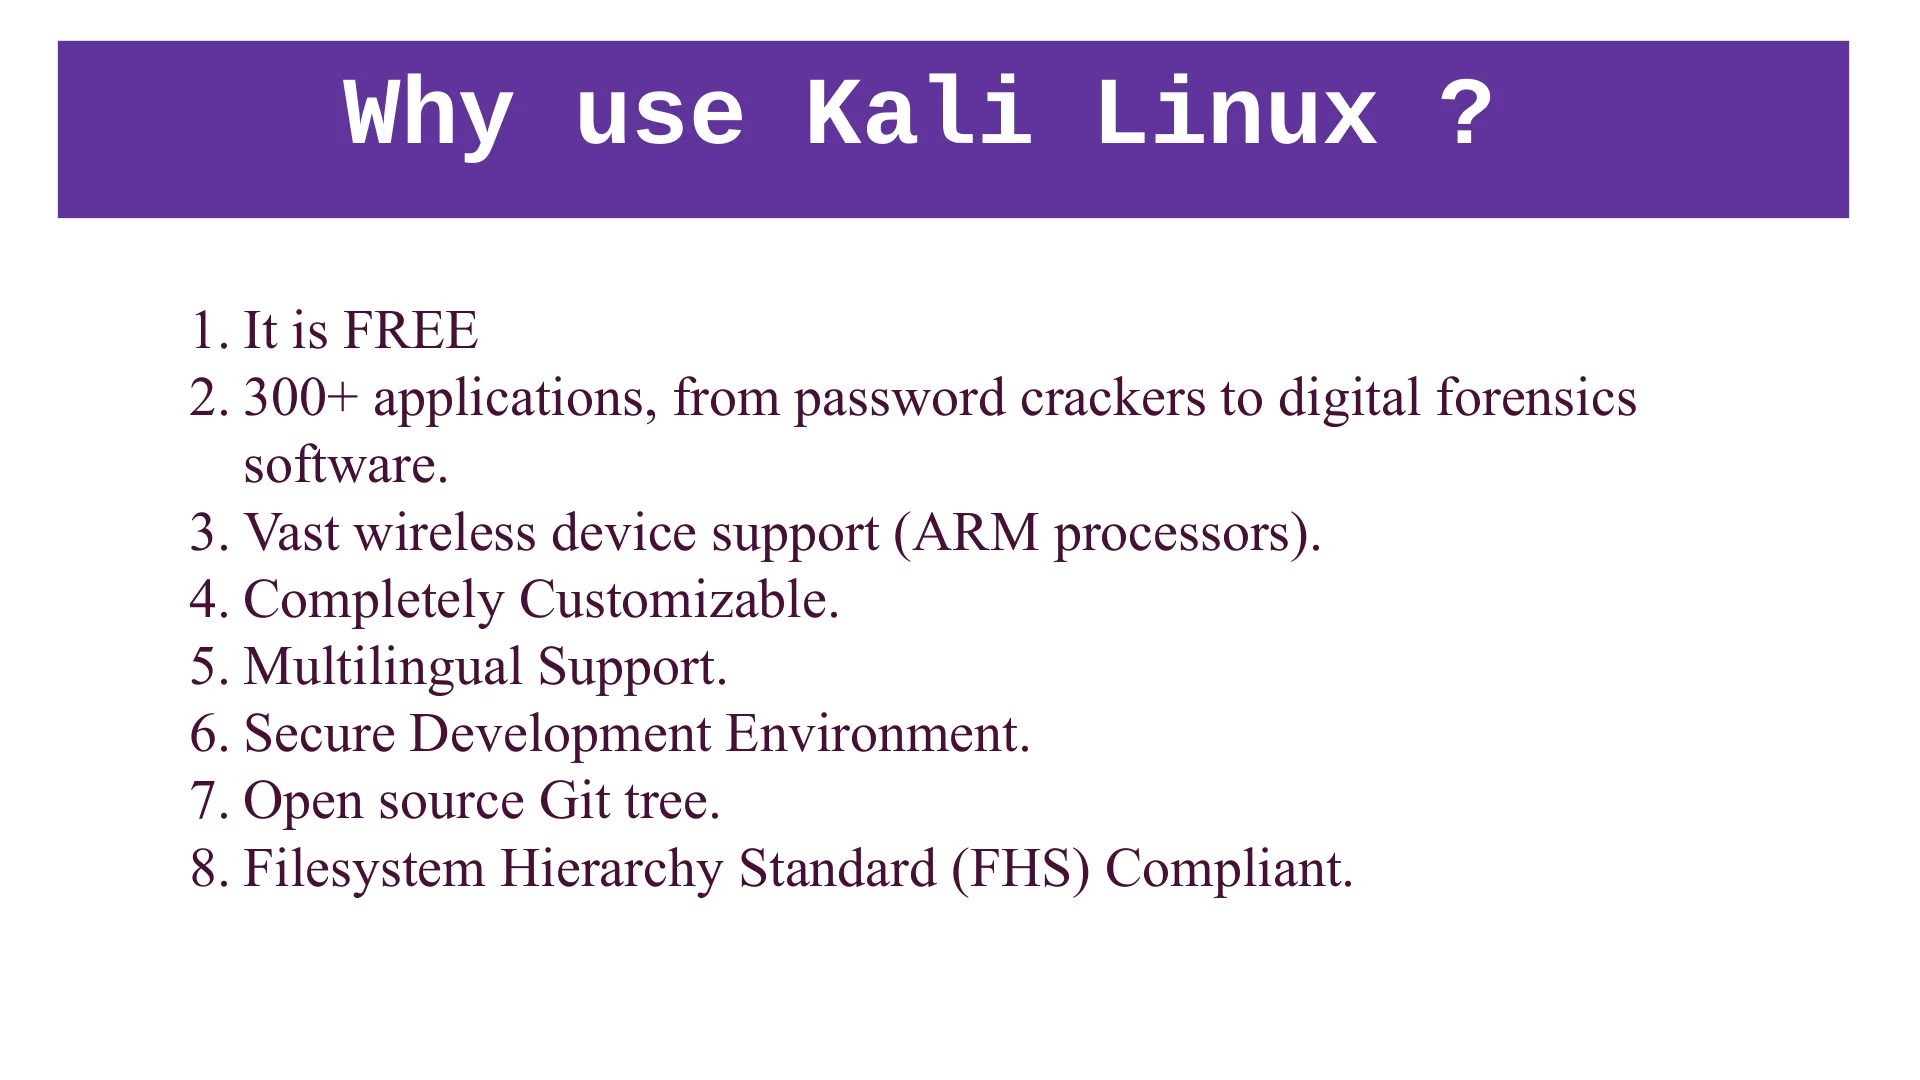 Why use Kali Linux ?
1. It is FREE
2. 300+ applications, from password crackers to digital forensics
software.
3. Vast wireless device support (ARM processors).
4. Completely Customizable.
5. Multilingual Support.
6. Secure Development Environment.
7. Open source Git tree.
8. Filesystem Hierarchy Standard (FHS) Compliant.